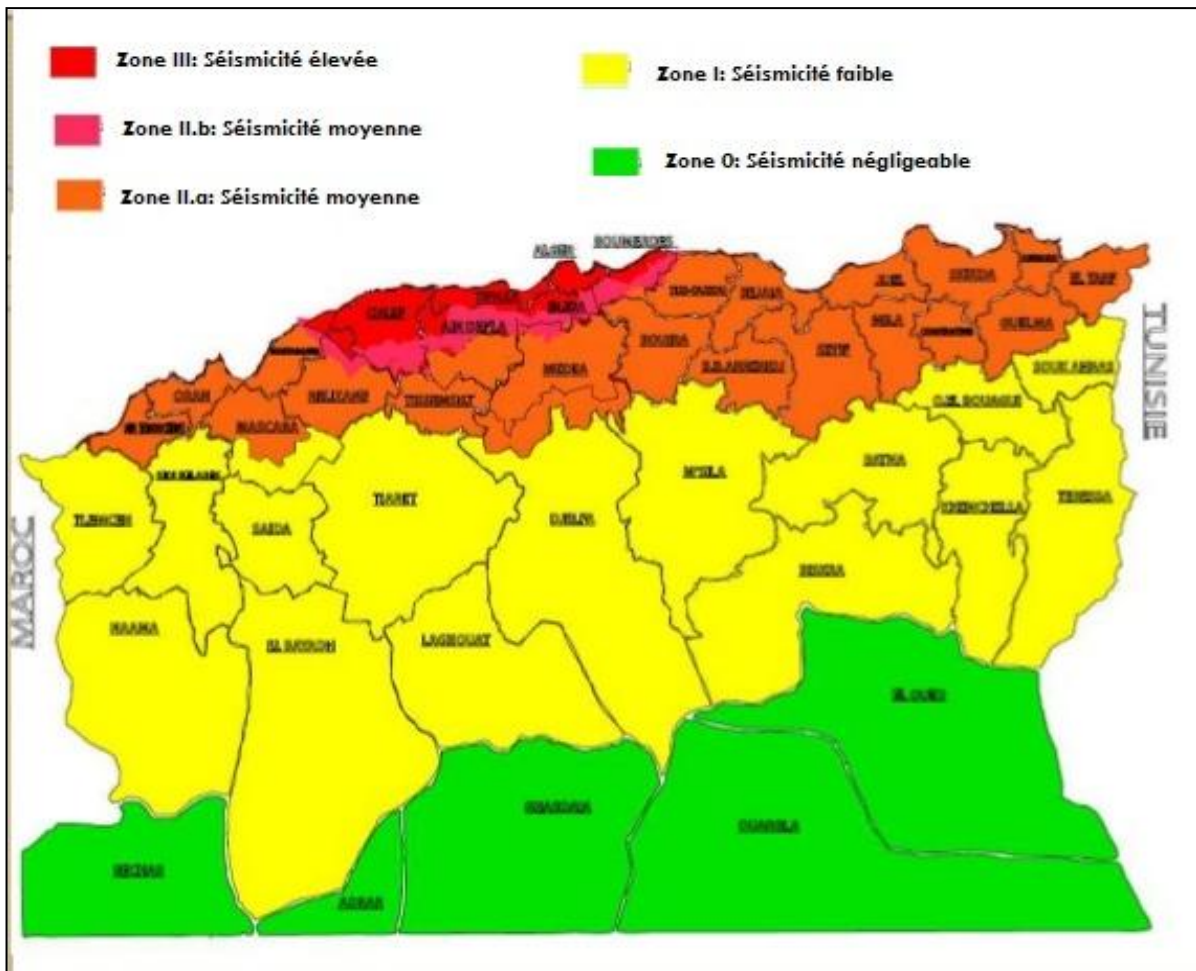 Zone III: Séismicité élevée
Zone I: Séismicité faible
Zone II.b: Séismicité moyenne
Zone 0: Séismicité négligeable
Zone II.a: Séismicité moyenne
ALGER
BOUMERDES
CHLEF
BLIDA
AIN DEFLA
TIZI-OUZOU
BEJAIA
JIJEL
SKIKDA
EL TARF
GUELMA
MILA
SETIF
BOUIRA
B.B.ARRERIDJ
MEDEA
SOUK AHRAS
O.EL BOUAGUI
ORAN
RELIZANE
TISSEMSILT
MASCARA
TUNISIE
TLEMCEN
SAIDA
TIARET
DJELFA
M'SILA
BATNA
KHENCHELLA
TEBESSA
BISKRA
MAROC
NAAMA
EL BAYADH
LAGHOUAT
EL OUED
BECHAR
ADRAR
GHARDAIA
OUARGLA